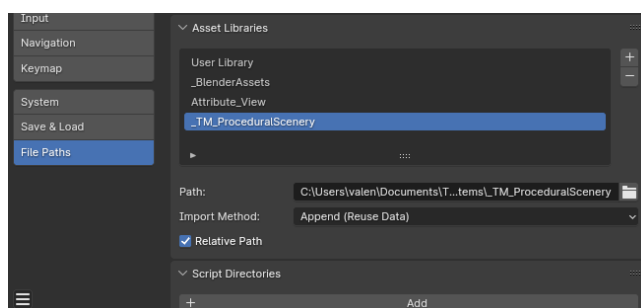 Input
Navigation
Keymap
System
Save & Load
File Paths
Asset Libraries
User Library
_BlenderAssets
Attribute_View
_TM_ProceduralScenery
Path: C:\Users\valen\Documents\T...tems\_TM_ProceduralScenery
Import Method: Append (Reuse Data)
Relative Path
Script Directories
+ Add